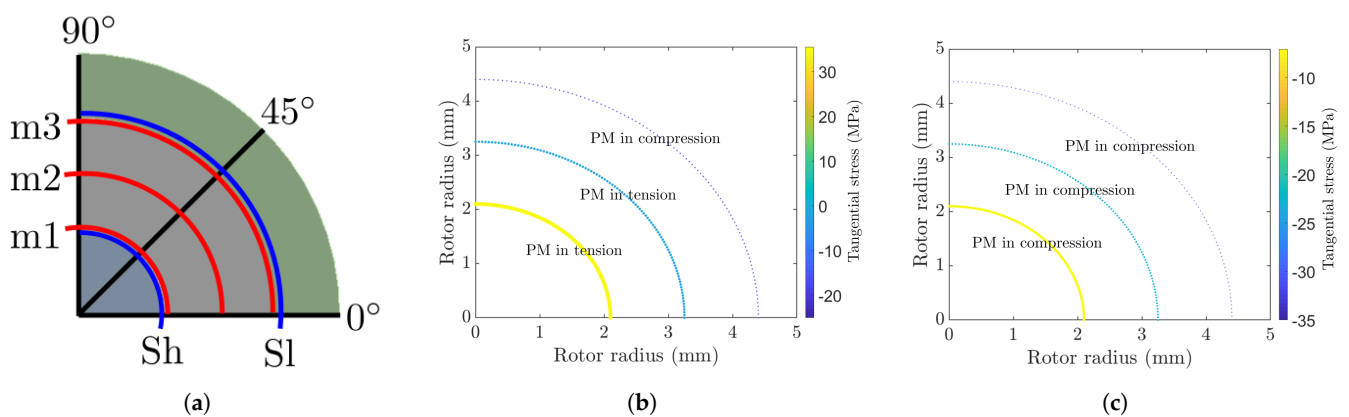 90°
45°
m3
m2
m1
0°
Sh
Sl
(a)
5
4
3
2
1
0
Rotor radius (mm)
PM in compression
PM in tension
PM in tension
0
1
2
3
4
5
Rotor radius (mm)
30
20
10
0
-10
-20
Tangential stress (MPa)
(b)
5
4
3
2
1
0
Rotor radius (mm)
PM in compression
PM in compression
PM in compression
0
1
2
3
4
5
Rotor radius (mm)
-10
-15
-20
-25
-30
-35
Tangential stress (MPa)
(c)